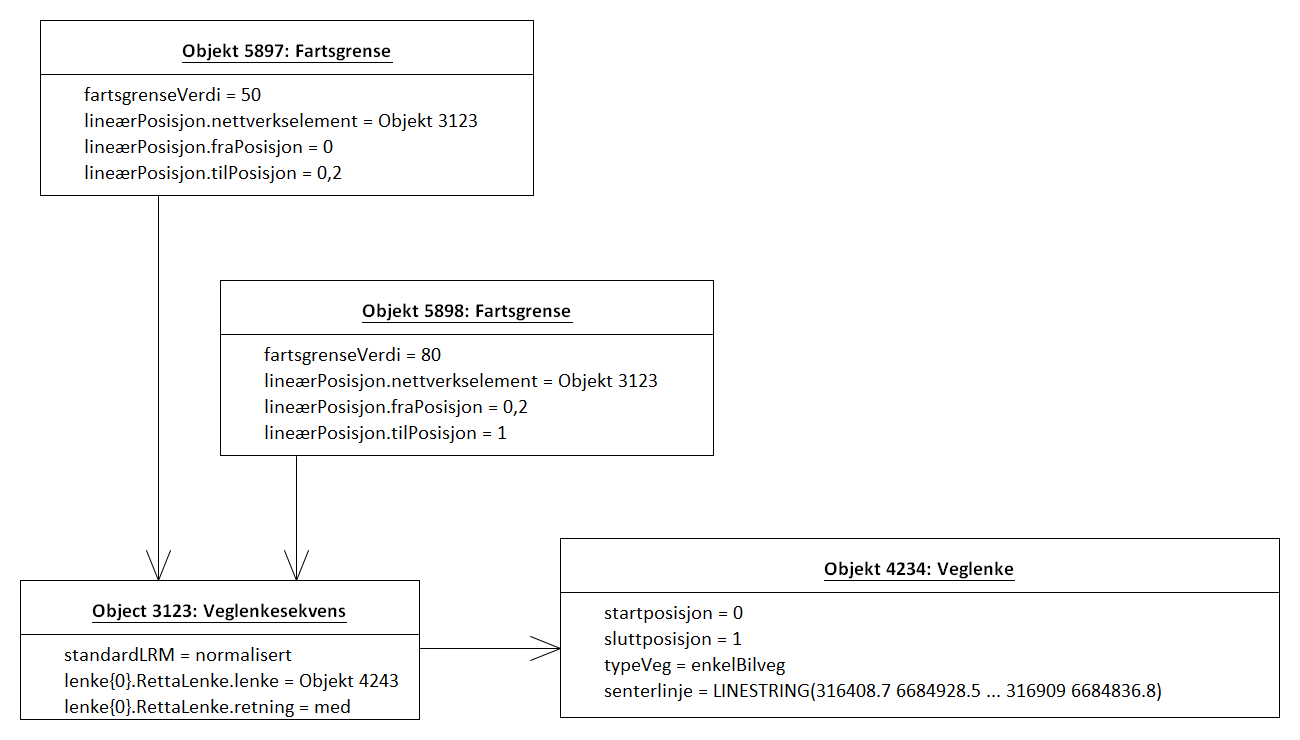 Objekt 5897: Fartsgrense
fartsgrenseVerdi = 50
lineærPosisjon.nettverkselement = Objekt 3123
lineærPosisjon.fraPosisjon = 0
lineærPosisjon.tilPosisjon = 0,2
Objekt 5898: Fartsgrense
fartsgrenseVerdi = 80
lineærPosisjon.nettverkselement = Objekt 3123
lineærPosisjon.fraPosisjon = 0,2
lineærPosisjon.tilPosisjon = 1
Object 3123: Veglenkesekvens
standardLRM = normalisert
lenke{0}.RettaLenke.lenke = Objekt 4243
lenke{0}.RettaLenke.retning = med
Objekt 4234: Veglenke
startposisjon = 0
sluttposisjon = 1
typeVeg = enkelBilveg
senterlinje = LINESTRING(316408.7 6684928.5 ... 316909 6684836.8)